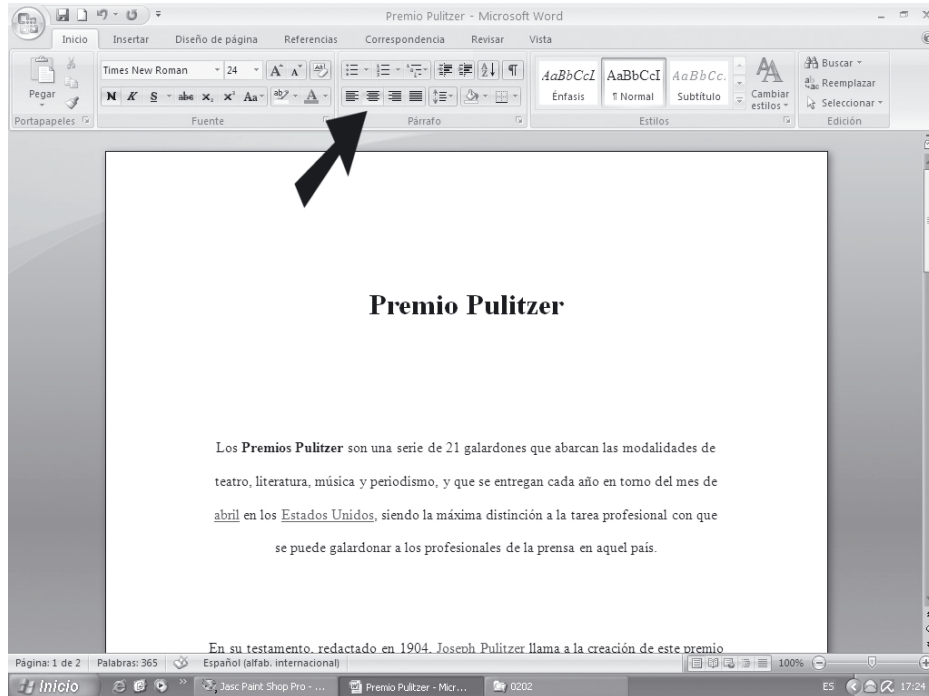 Premio Pulitzer - Microsoft Word
Inicio Insertar Diseño de página Referencias Correspondencia Revisar Vista
Times New Roman 24 AaBbCcI AaBbCcI AaBbCc. Buscar
Reemplazar
Pegar N K S abc x₂ x² Aa Énfasis ¶ Normal Subtítulo Cambiar estilos Seleccionar
Portapapeles Fuente Párrafo Estilos Edición
Premio Pulitzer
Los Premios Pulitzer son una serie de 21 galardones que abarcan las modalidades de
teatro, literatura, música y periodismo, y que se entregan cada año en torno del mes de
abril en los Estados Unidos, siendo la máxima distinción a la tarea profesional con que
se puede galardonar a los profesionales de la prensa en aquel país.
En su testamento, redactado en 1904, Joseph Pulitzer llama a la creación de este premio
Página: 1 de 2 Palabras: 365 Español (alfab. internacional) 100%
Inicio Jasc Paint Shop Pro - ... Premio Pulitzer - Micr... 0202 ES 17:24